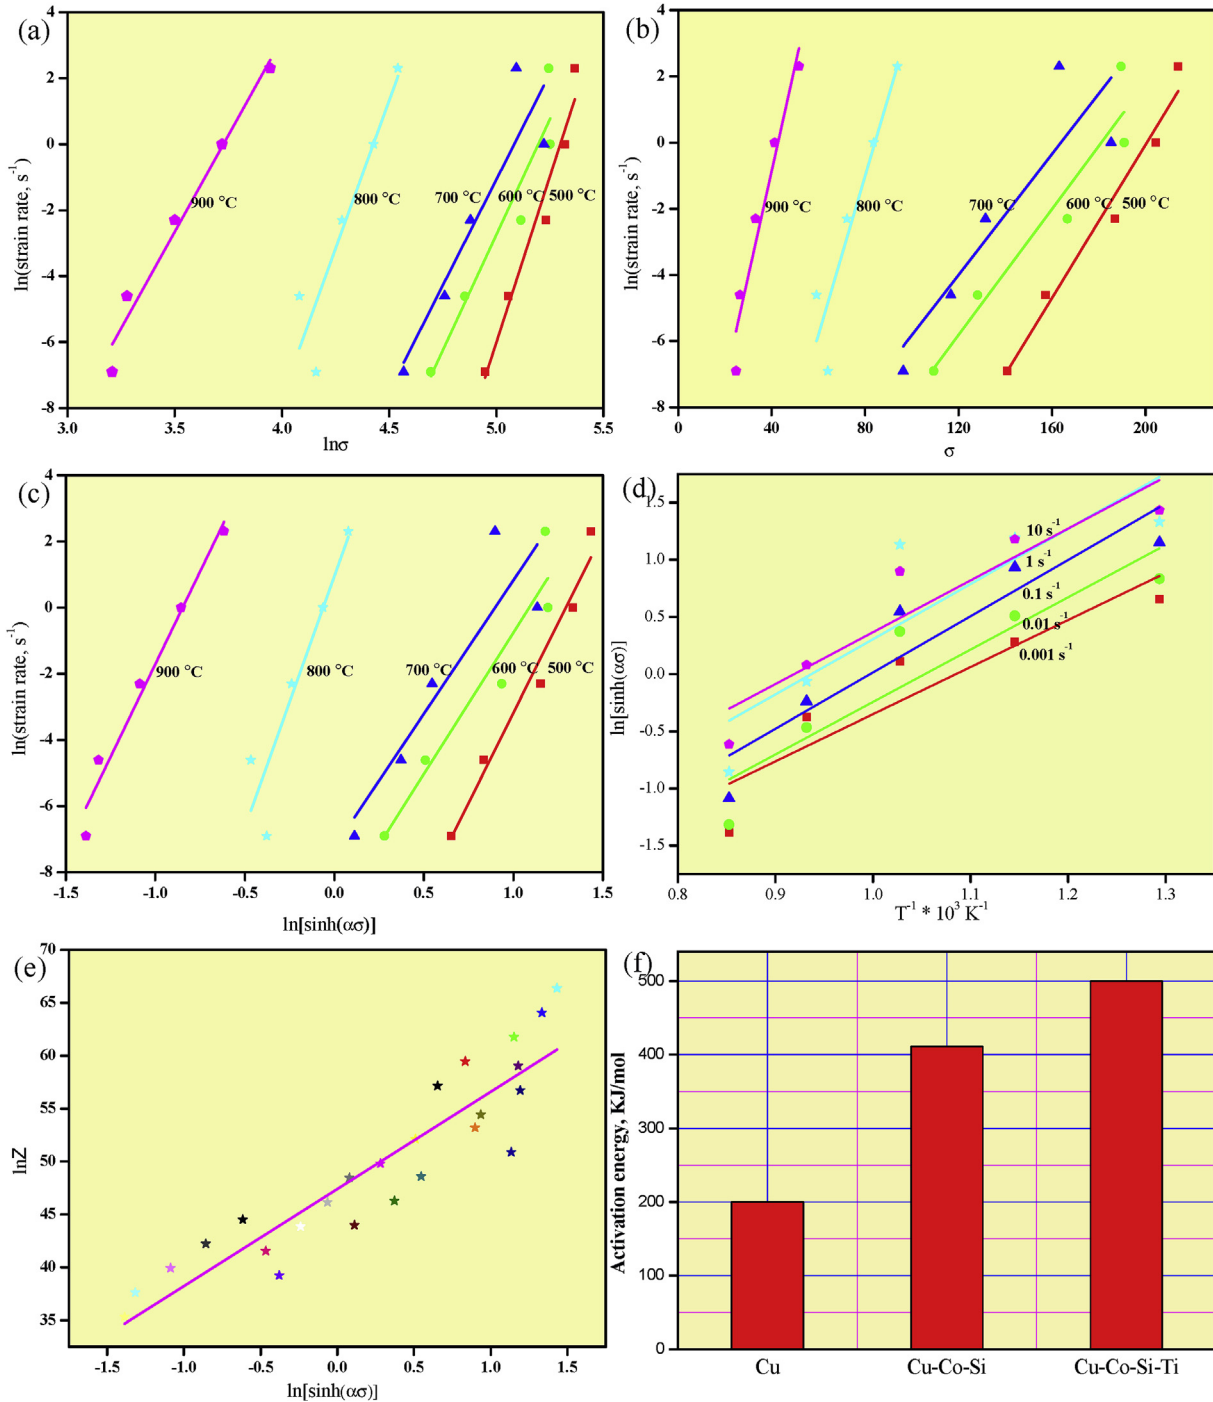 (a)
4
2
0
-2
-4
-6
-8
ln(strain rate, s⁻¹)
900 °C
800 °C
700 °C
600 °C
500 °C
3.0 3.5 4.0 4.5 5.0 5.5
lnσ
(b)
4
2
0
-2
-4
-6
-8
ln(strain rate, s⁻¹)
900 °C
800 °C
700 °C
600 °C
500 °C
0 40 80 120 160 200
σ
(c)
4
2
0
-2
-4
-6
-8
ln(strain rate, s⁻¹)
900 °C
800 °C
700 °C
600 °C
500 °C
-1.5 -1.0 -0.5 0.0 0.5 1.0 1.5
ln[sinh(ασ)]
(d)
1.5
1.0
0.5
0.0
-0.5
-1.0
-1.5
ln[sinh(ασ)]
10 s⁻¹
1 s⁻¹
0.1 s⁻¹
0.01 s⁻¹
0.001 s⁻¹
0.8 0.9 1.0 1.1 1.2 1.3
T⁻¹ * 10³ K⁻¹
(e)
70
65
60
55
50
45
40
35
lnZ
-1.5 -1.0 -0.5 0.0 0.5 1.0 1.5
ln[sinh(ασ)]
(f)
500
400
300
200
100
0
Activation energy, KJ/mol
Cu Cu-Co-Si Cu-Co-Si-Ti